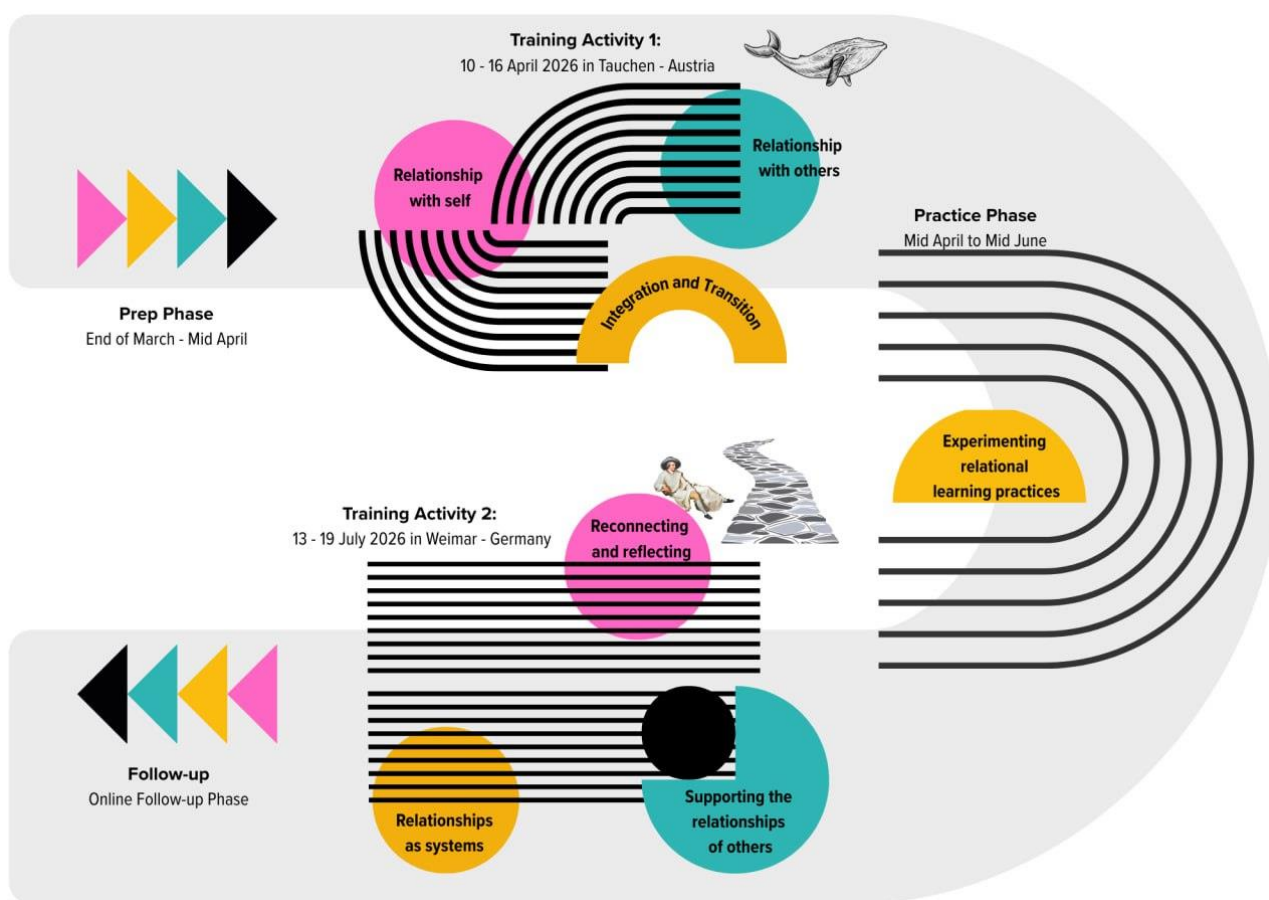 Training Activity 1:
10 - 16 April 2026 in Tauchen - Austria
Relationship
with self
Relationship
with others
Integration and Transition
Prep Phase
End of March - Mid April
Practice Phase
Mid April to Mid June
Experimenting
relational
learning practices
Training Activity 2:
13 - 19 July 2026 in Weimar - Germany
Reconnecting
and reflecting
Supporting the
relationships
of others
Relationships
as systems
Follow-up
Online Follow-up Phase